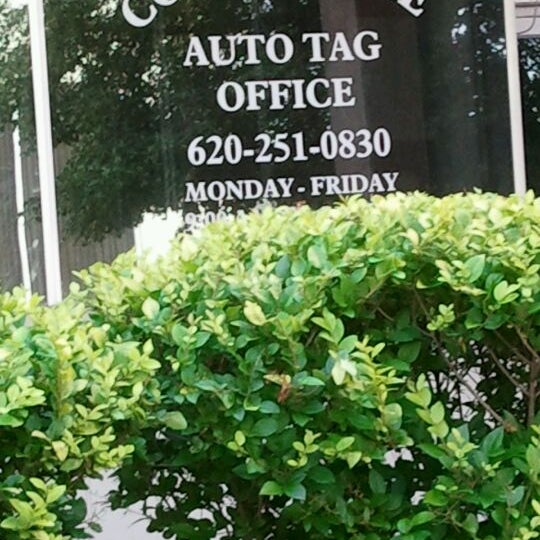 AUTO TAG
OFFICE
620-251-0830
MONDAY - FRIDAY